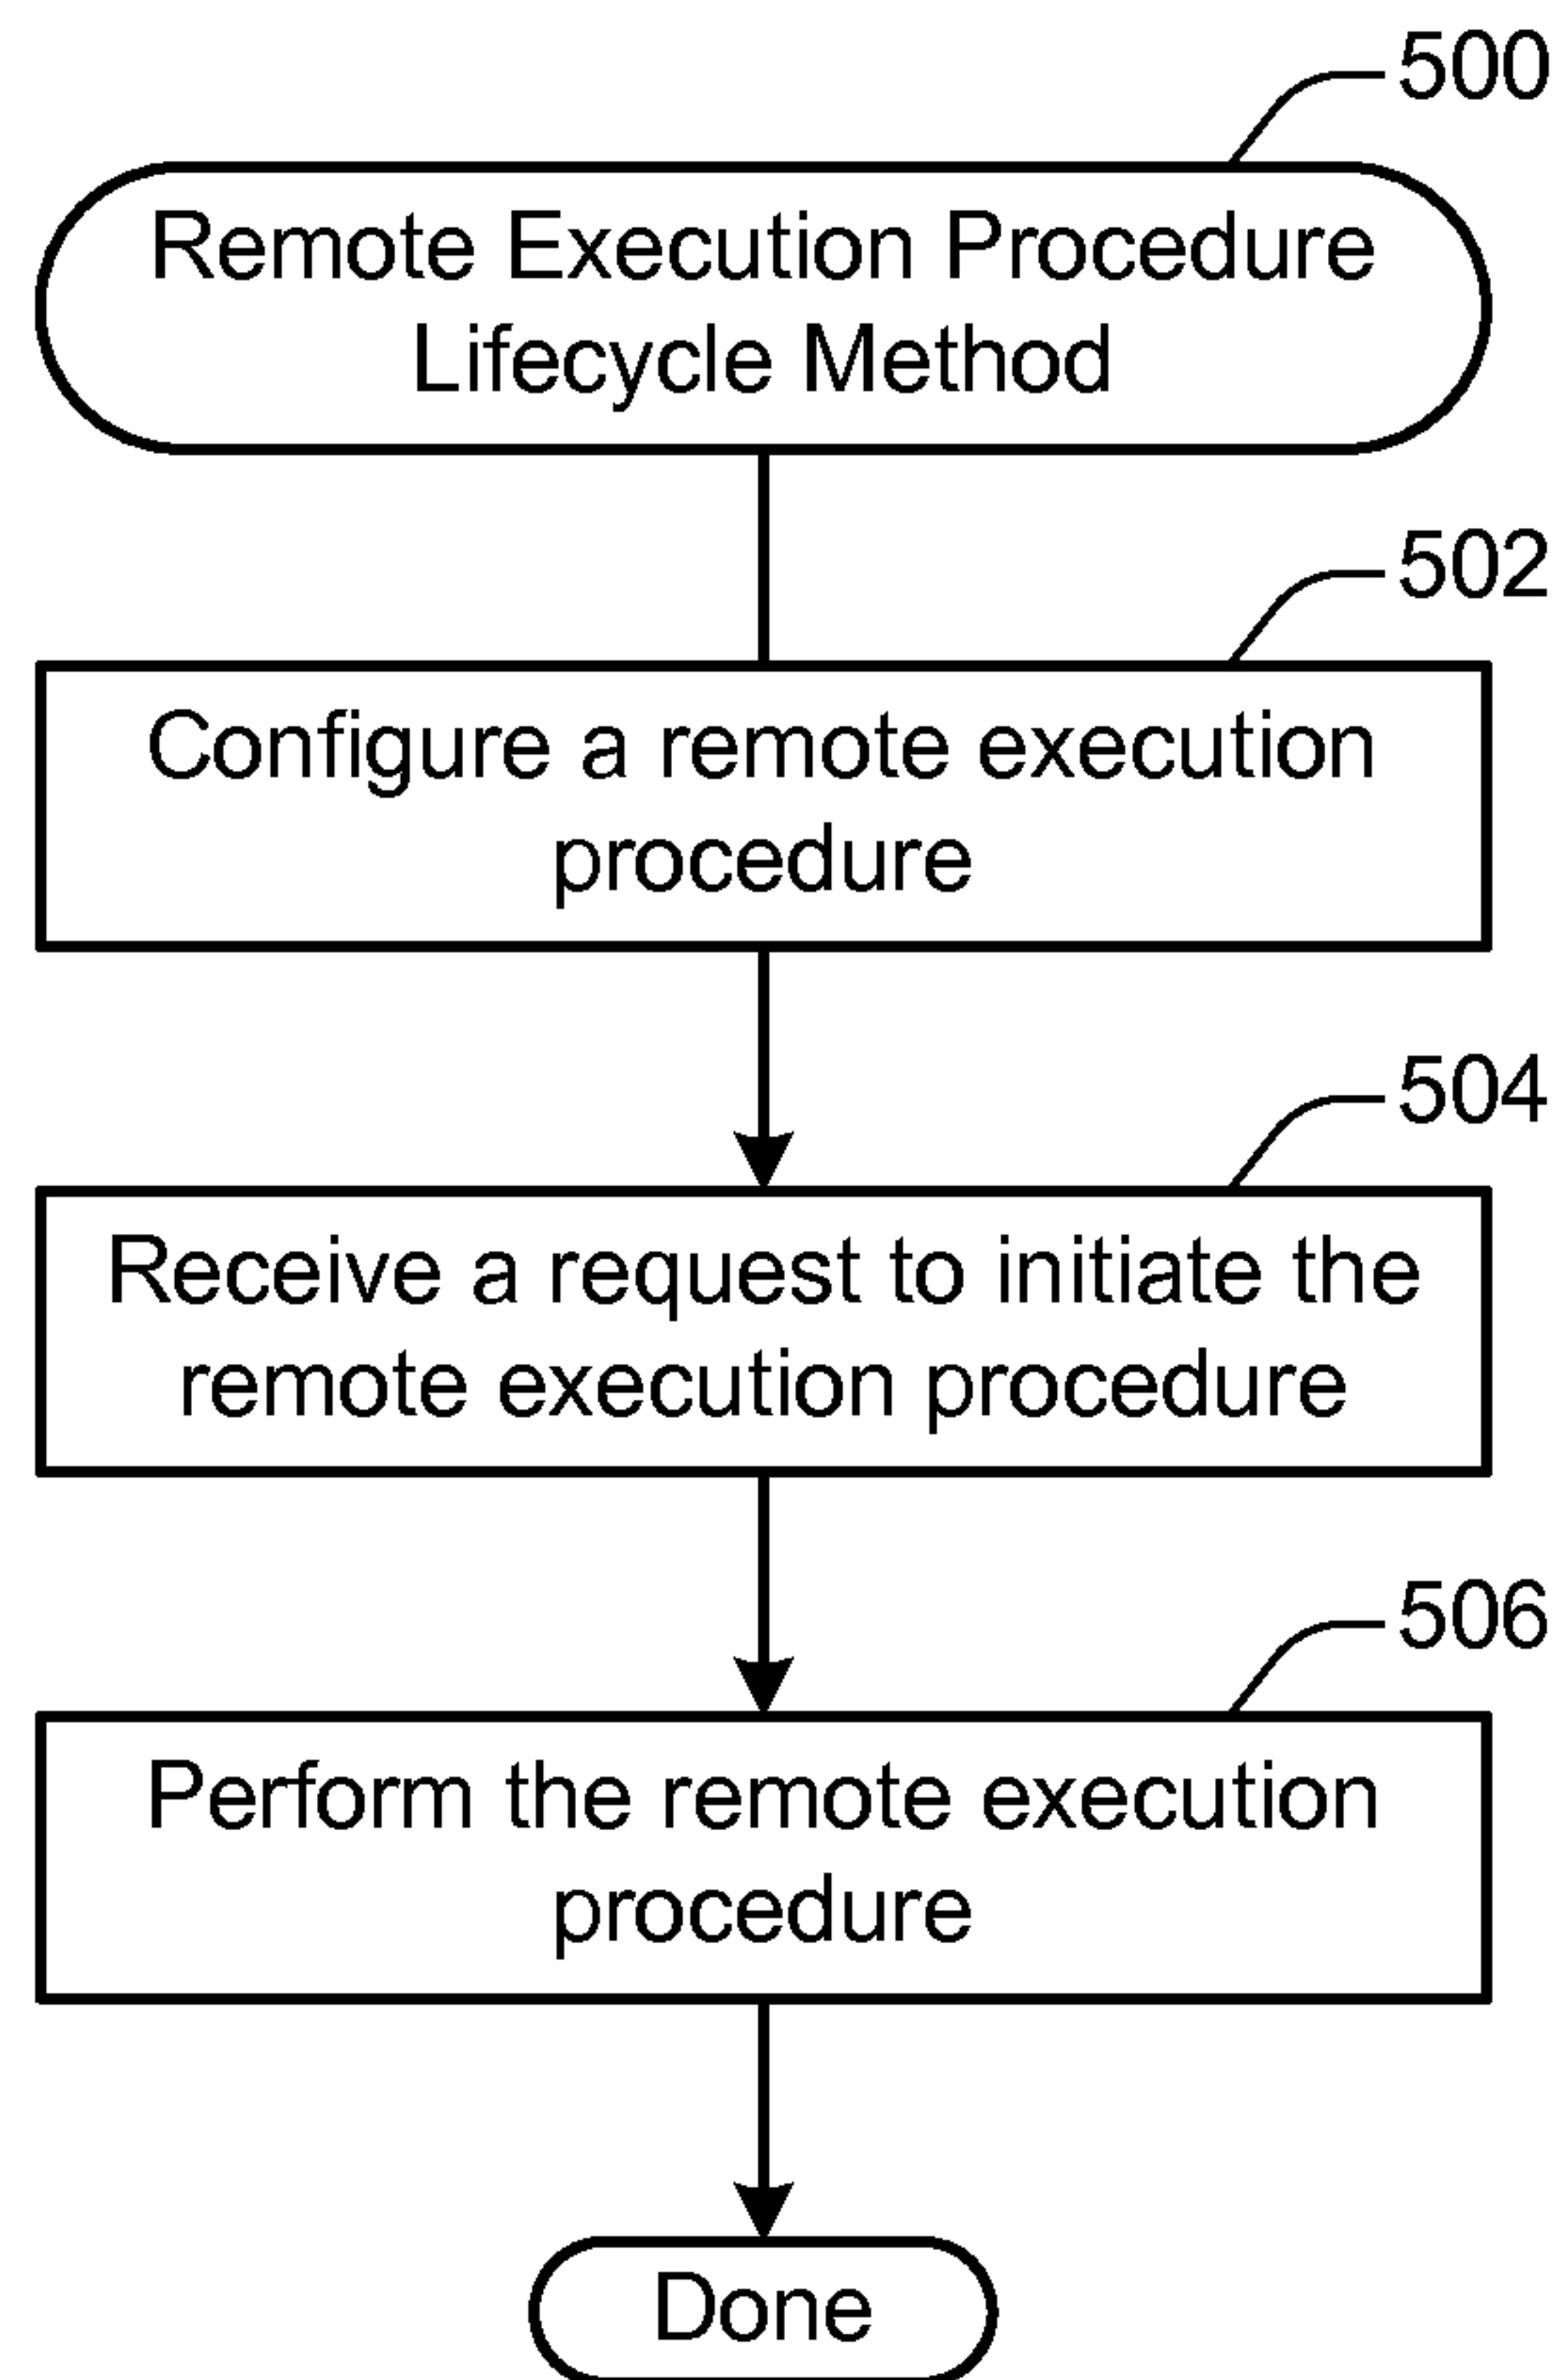 500
Remote Execution Procedure
Lifecycle Method
502
Configure a remote execution
procedure
504
Receive a request to initiate the
remote execution procedure
506
Perform the remote execution
procedure
Done